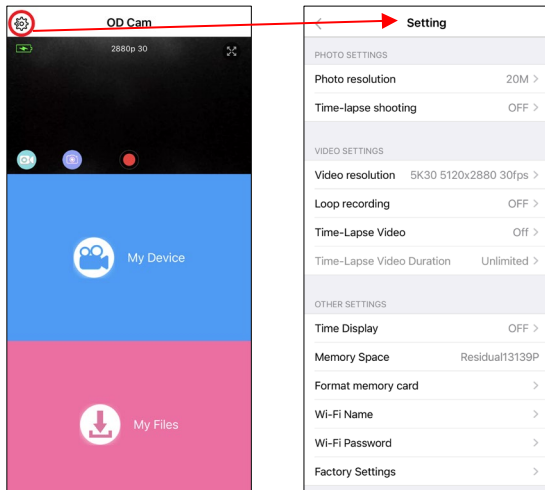 OD Cam
2880p 30
My Device
My Files
Setting
PHOTO SETTINGS
Photo resolution 20M >
Time-lapse shooting OFF >
VIDEO SETTINGS
Video resolution 5K30 5120x2880 30fps >
Loop recording OFF >
Time-Lapse Video Off >
Time-Lapse Video Duration Unlimited >
OTHER SETTINGS
Time Display OFF >
Memory Space Residual13139P
Format memory card >
Wi-Fi Name >
Wi-Fi Password >
Factory Settings >